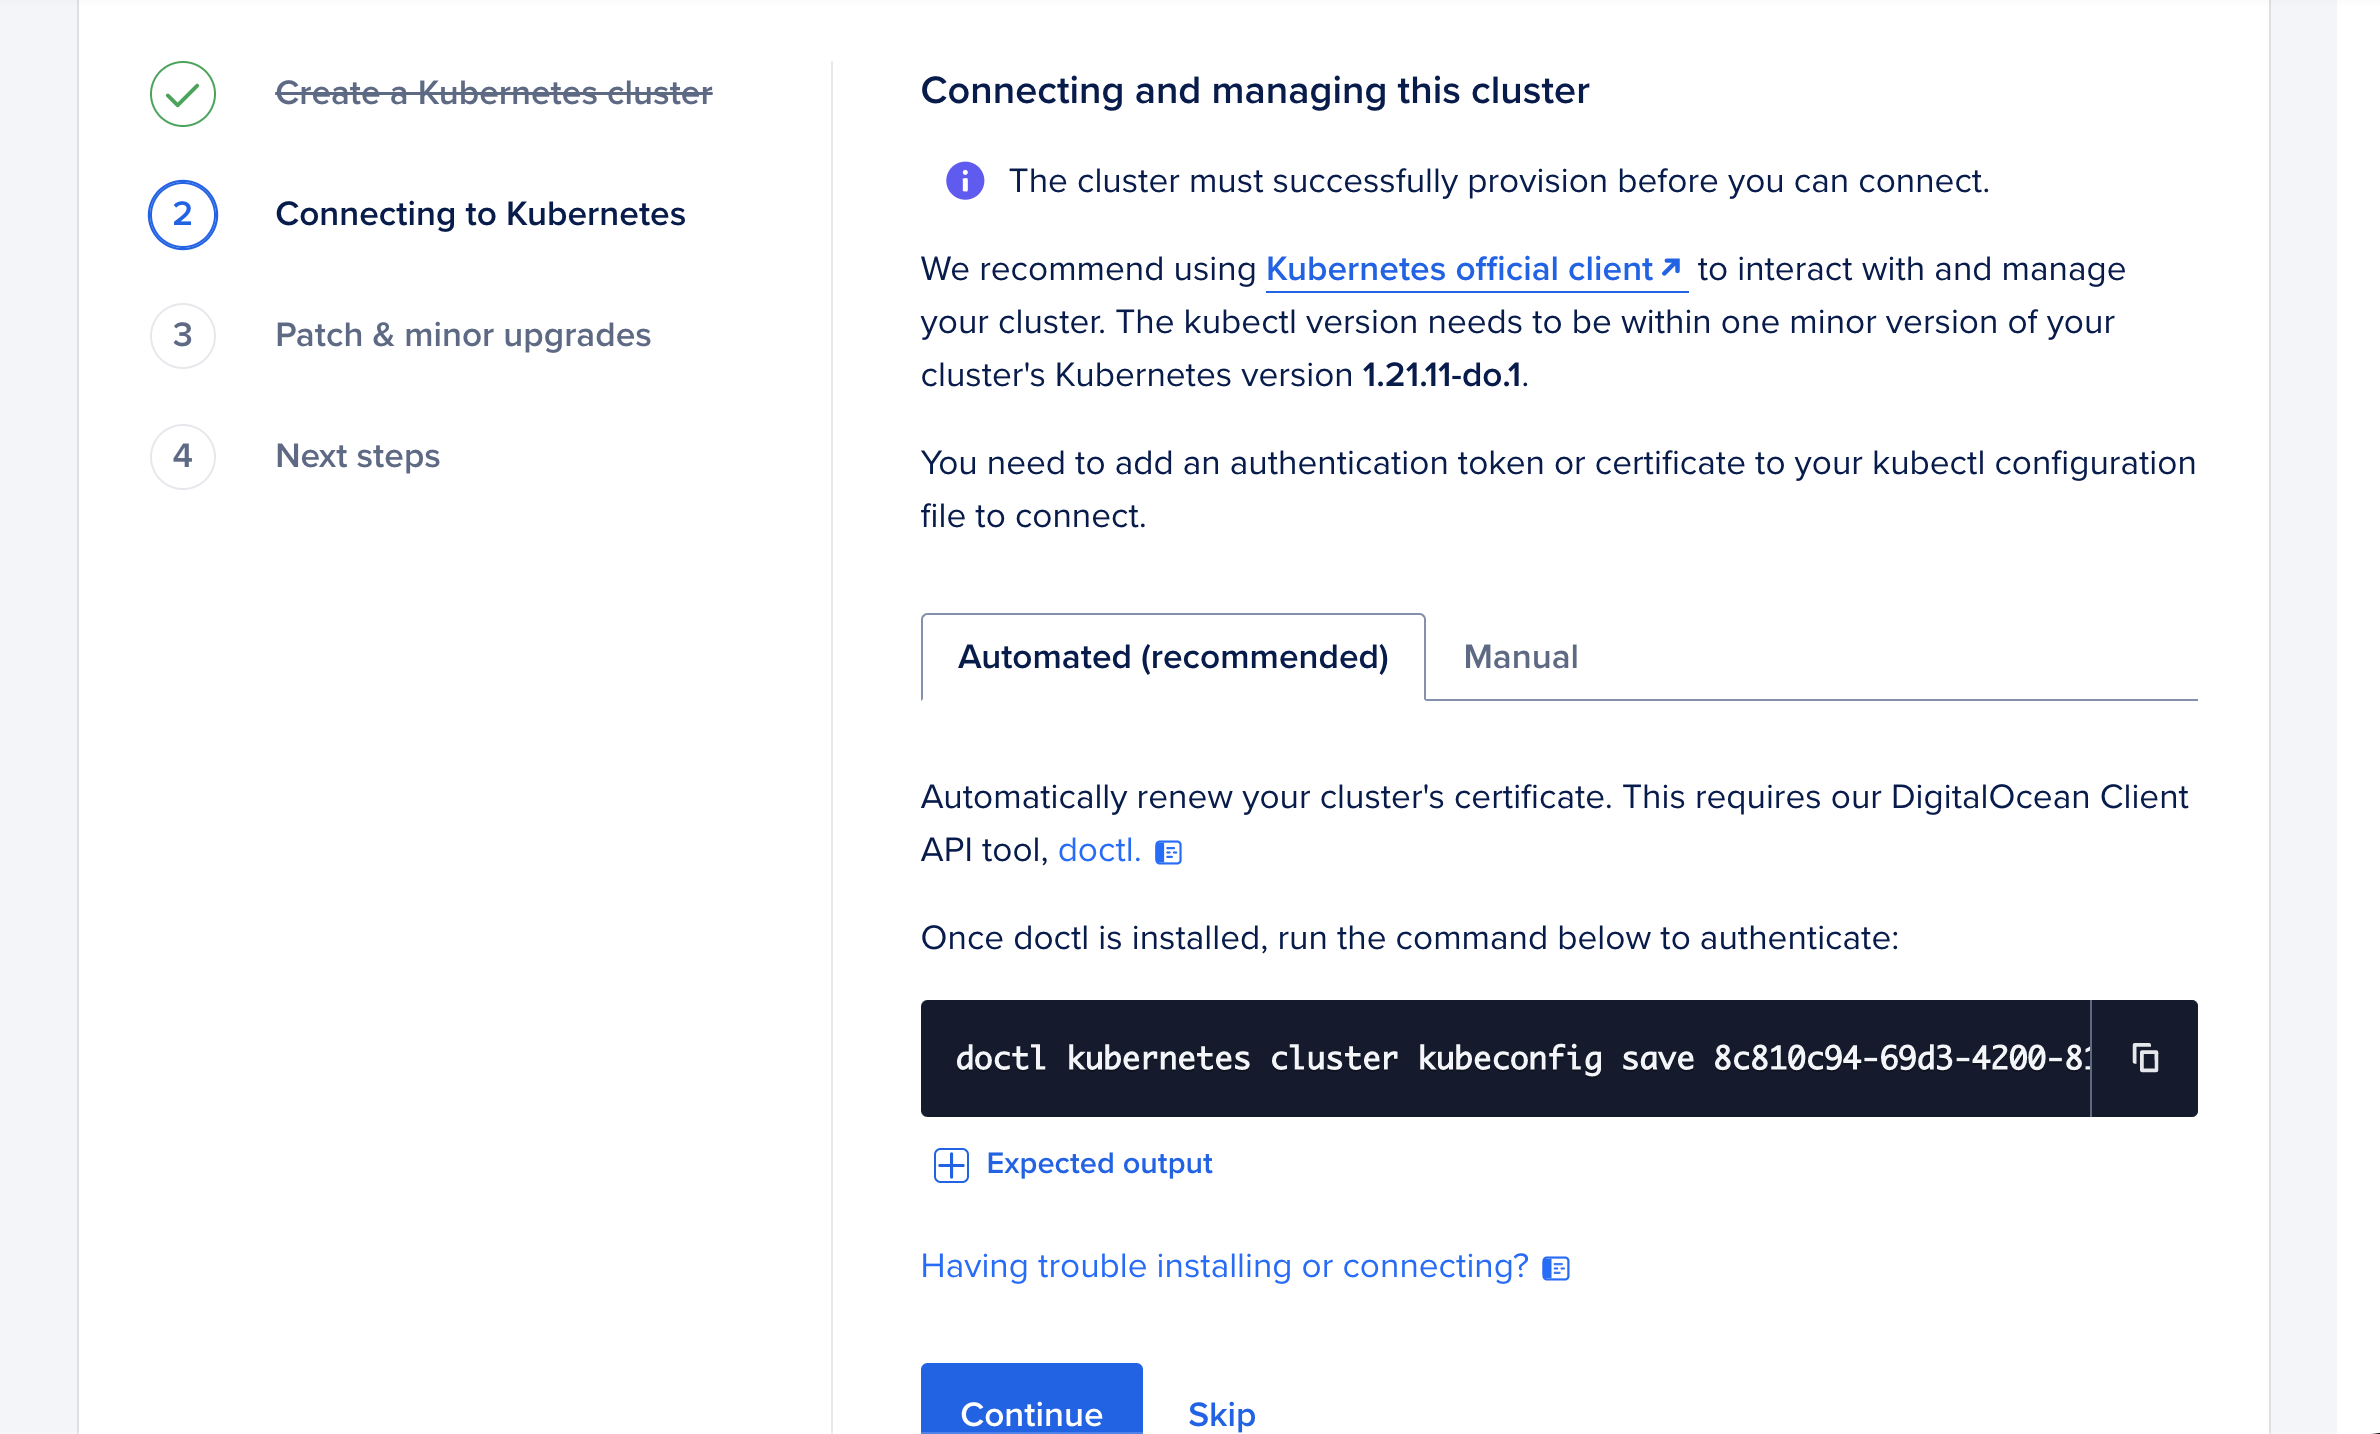 Create a Kubernetes cluster
2 Connecting to Kubernetes
3 Patch & minor upgrades
4 Next steps
Connecting and managing this cluster
The cluster must successfully provision before you can connect.
We recommend using Kubernetes official client to interact with and manage
your cluster. The kubectl version needs to be within one minor version of your
cluster's Kubernetes version 1.21.11-do.1.
You need to add an authentication token or certificate to your kubectl configuration
file to connect.
Automated (recommended) Manual
Automatically renew your cluster's certificate. This requires our DigitalOcean Client
API tool, doctl.
Once doctl is installed, run the command below to authenticate:
doctl kubernetes cluster kubeconfig save 8c810c94-69d3-4200-81
Expected output
Having trouble installing or connecting?
Continue Skip